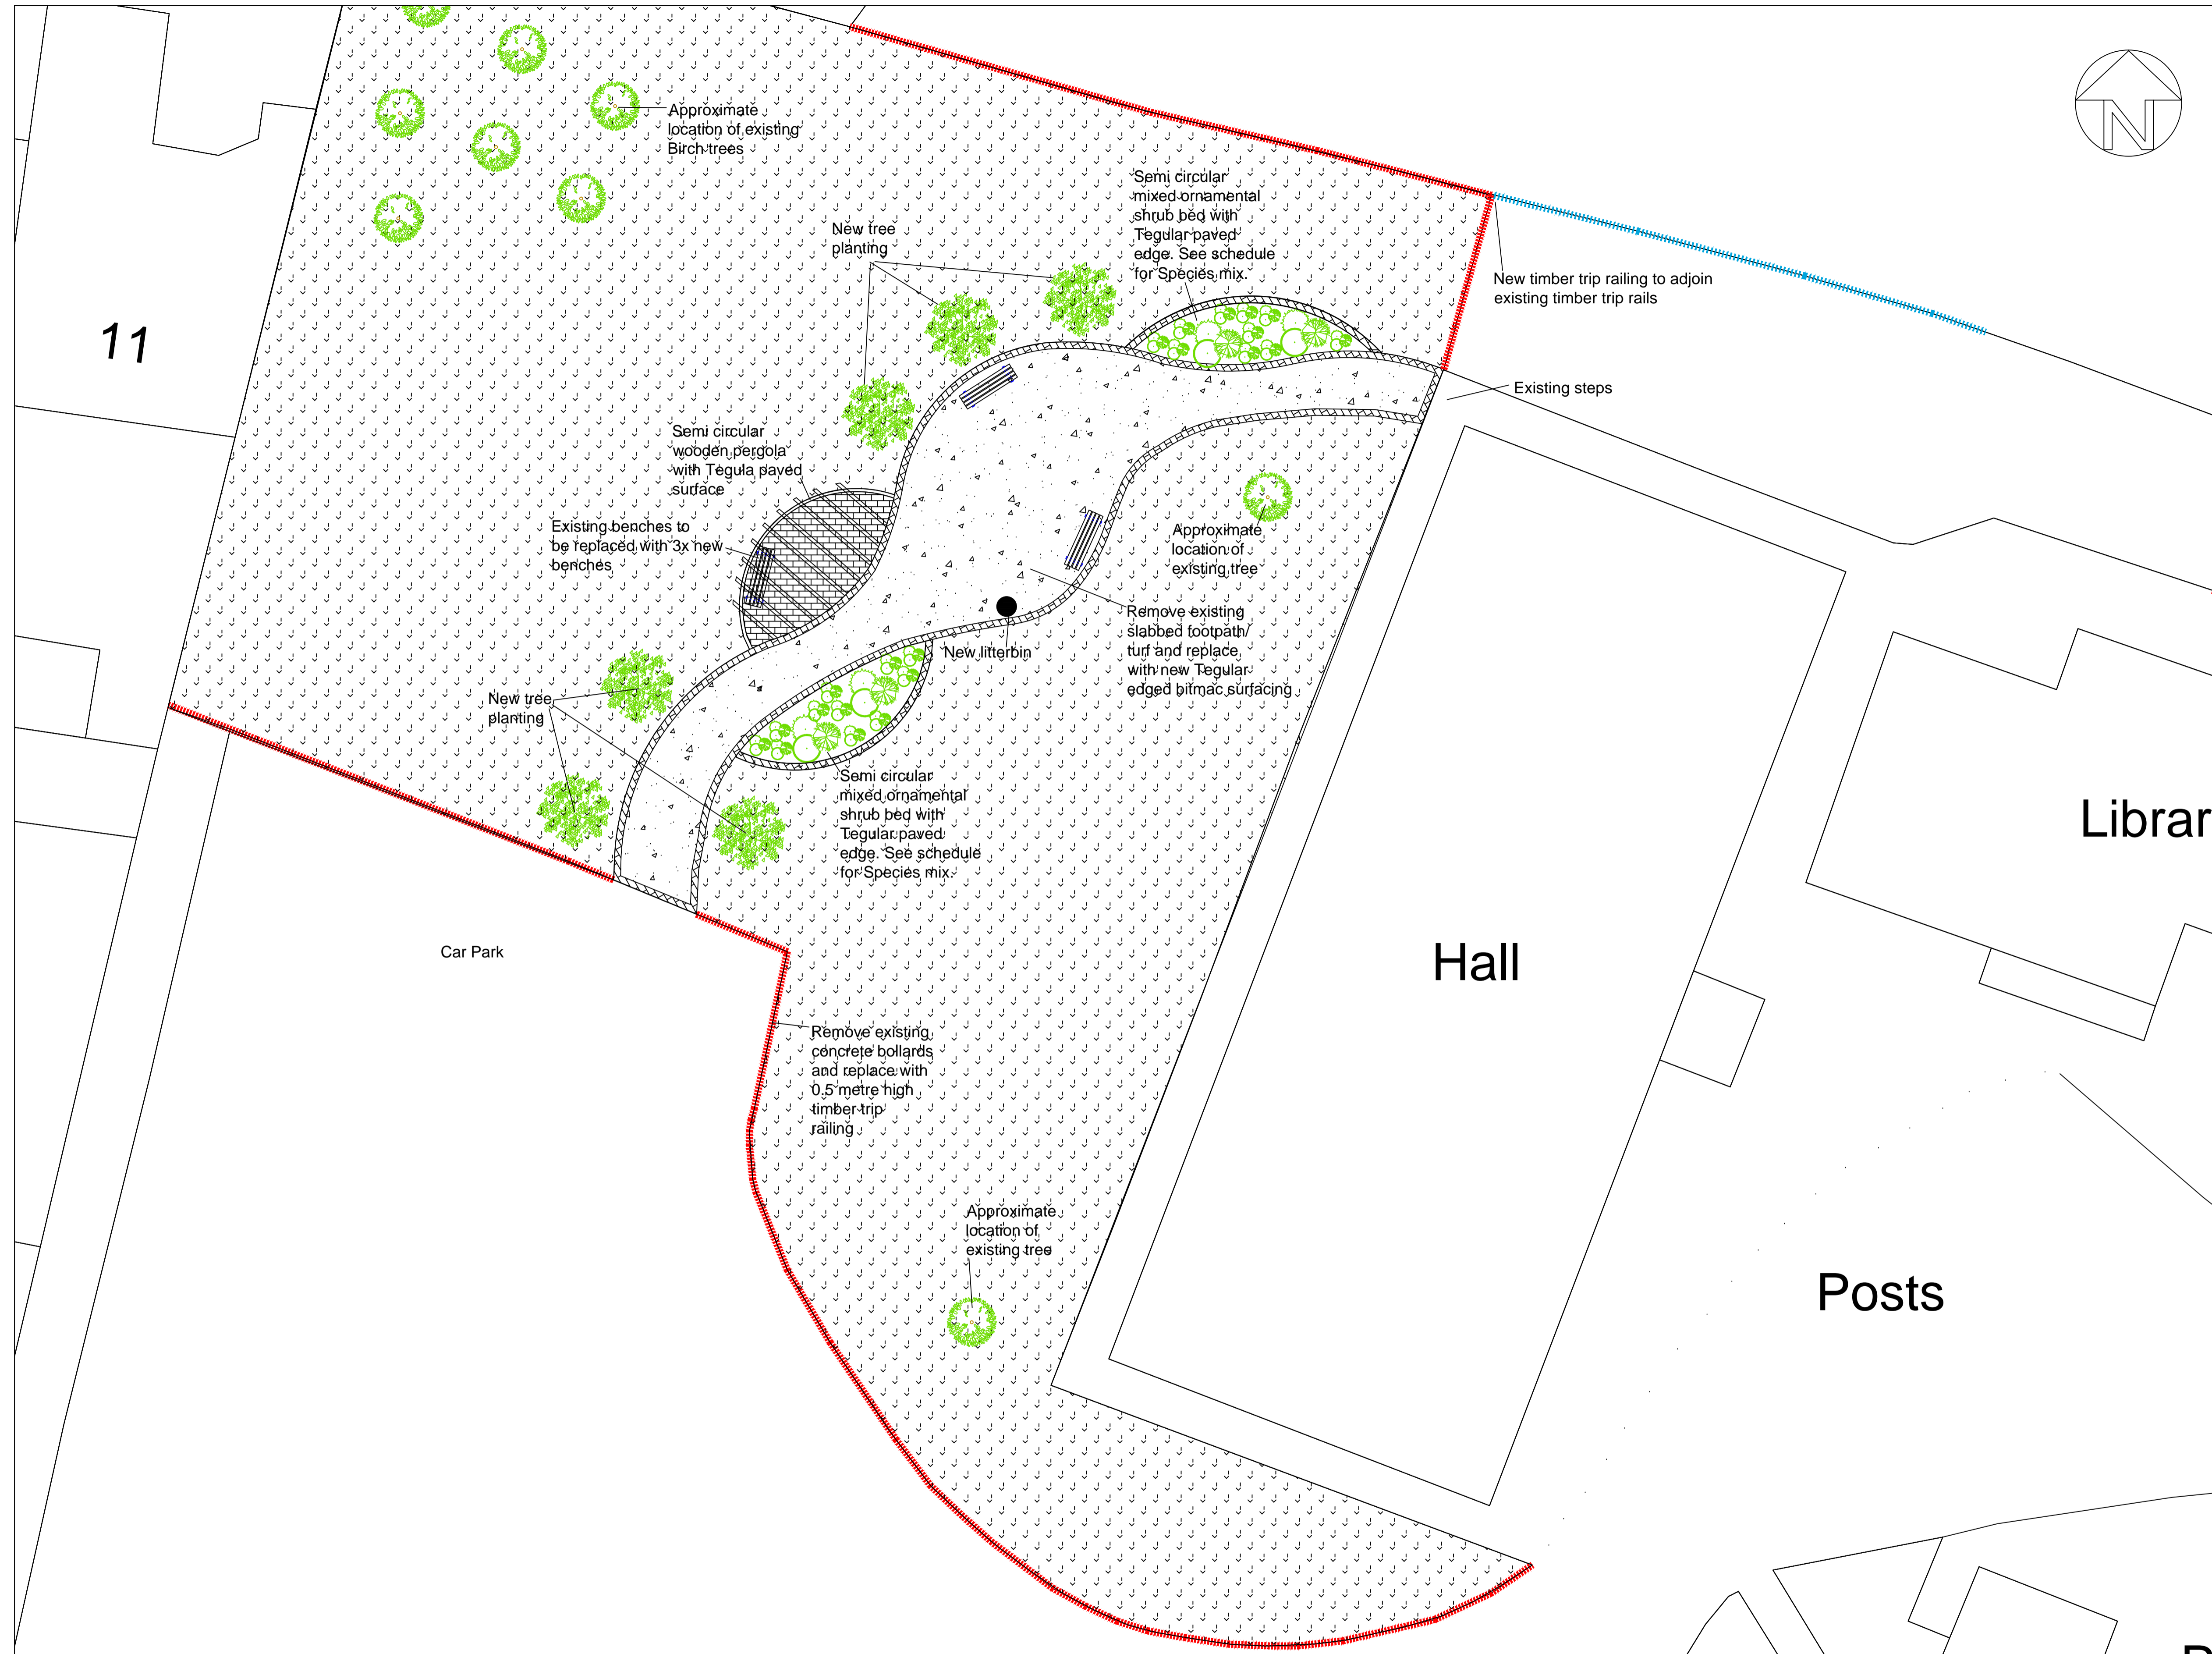 N
Approximate
location of existing
Birch trees
Semi circular
mixed ornamental
shrub bed with
Tegular paved
edge. See schedule
for Species mix.
New tree
planting
New timber trip railing to adjoin
existing timber trip rails
11
Existing steps
Semi circular
wooden pergola
with Tegula paved
surface
Existing benches to
be replaced with 3x new
benches
Approximate
location of
existing tree
Remove existing
slabbed footpath/
turf and replace
with new Tegular
edged bitmac surfacing
New litterbin
New tree
planting
Semi circular
mixed ornamental
shrub bed with
Tegular paved
edge. See schedule
for Species mix.
Librar
Car Park
Hall
Remove existing
concrete bollards
and replace with
0.5 metre high
timber trip
railing
Approximate
location of
existing tree
Posts